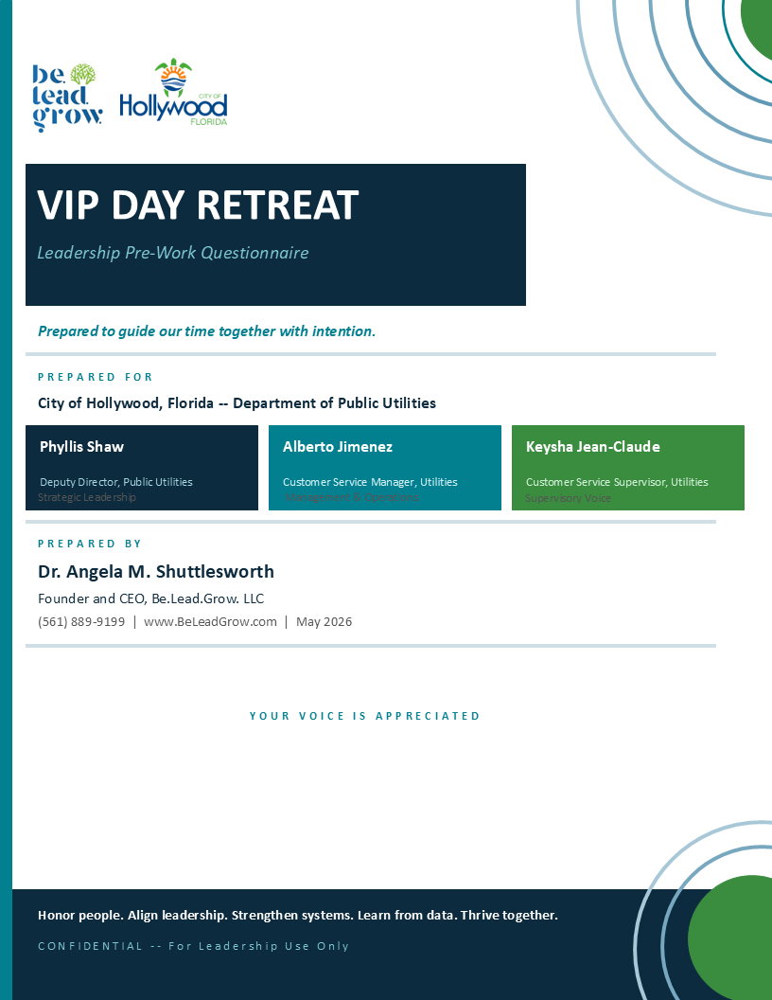 be.
lead.
grow.
CITY OF
Hollywood
FLORIDA
VIP DAY RETREAT
Leadership Pre-Work Questionnaire
Prepared to guide our time together with intention.
PREPARED FOR
City of Hollywood, Florida -- Department of Public Utilities
Phyllis Shaw
Deputy Director, Public Utilities
Strategic Leadership
Alberto Jimenez
Customer Service Manager, Utilities
Management & Operations
Keysha Jean-Claude
Customer Service Supervisor, Utilities
Supervisory Voice
PREPARED BY
Dr. Angela M. Shuttlesworth
Founder and CEO, Be.Lead.Grow. LLC
(561) 889-9199 | www.BeLeadGrow.com | May 2026
YOUR VOICE IS APPRECIATED
Honor people. Align leadership. Strengthen systems. Learn from data. Thrive together.
CONFIDENTIAL -- For Leadership Use Only